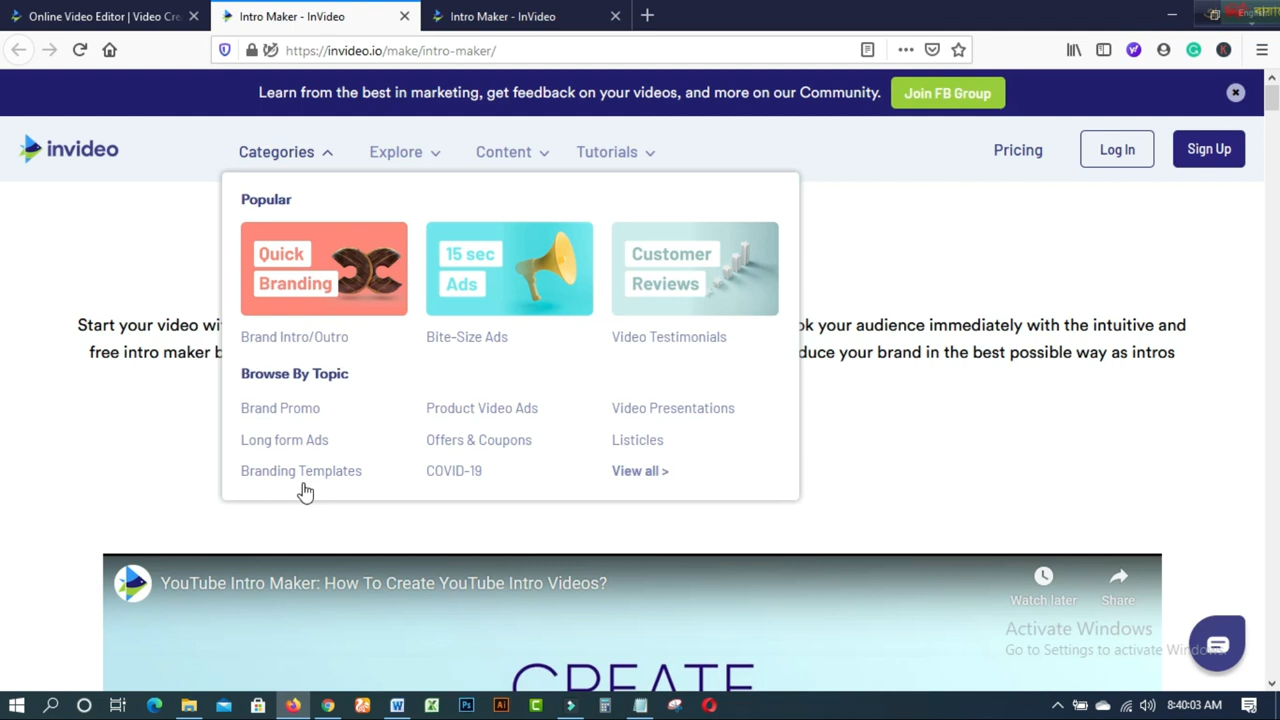 Online Video Editor | Video Cre
Intro Maker - InVideo
Intro Maker - InVideo
https://invideo.io/make/intro-maker/
Learn from the best in marketing, get feedback on your videos, and more on our Community.
Join FB Group
invideo
Categories
Explore
Content
Tutorials
Pricing
Log In
Sign Up
Popular
Quick
Branding
15 sec
Ads
Customer
Reviews
Brand Intro/Outro
Bite-Size Ads
Video Testimonials
Browse By Topic
Brand Promo
Product Video Ads
Video Presentations
Long form Ads
Offers & Coupons
Listicles
Branding Templates
COVID-19
View all >
Start your video wi
ok your audience immediately with the intuitive and
free intro maker b
duce your brand in the best possible way as intros
YouTube Intro Maker: How To Create YouTube Intro Videos?
Watch later
Share
CREATE
Activate Windows
Go to Settings to activate Windows.
8:40:03 AM